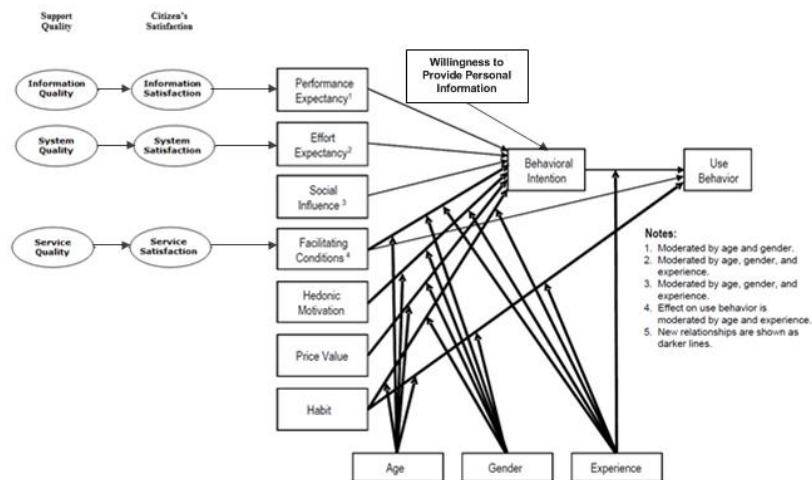 Support
Quality
Citizen's
Satisfaction
Willingness to
Provide Personal
Information
Information
Quality
Information
Satisfaction
Performance
Expectancy¹
System
Quality
System
Satisfaction
Effort
Expectancy²
Behavioral
Intention
Use
Behavior
Social
Influence ³
Service
Quality
Service
Satisfaction
Facilitating
Conditions ⁴
Hedonic
Motivation
Price Value
Habit
Notes:
1. Moderated by age and gender.
2. Moderated by age, gender, and
experience.
3. Moderated by age, gender, and
experience.
4. Effect on use behavior is
moderated by age and experience.
5. New relationships are shown as
darker lines.
Age
Gender
Experience